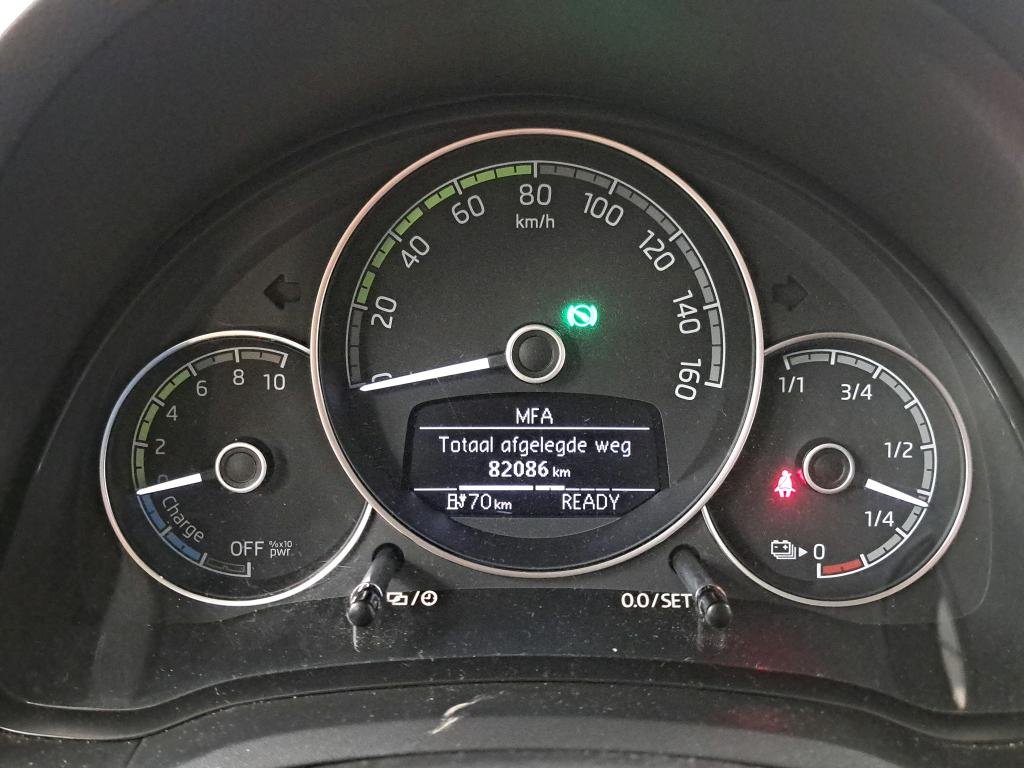 0
20
40
60
80
100
120
140
160
km/h
0
2
4
6
8
10
Charge
OFF %x10 pwr.
MFA
Totaal afgelegde weg
82086 km
70 km READY
1/1
3/4
1/2
1/4
0
0.0/SET